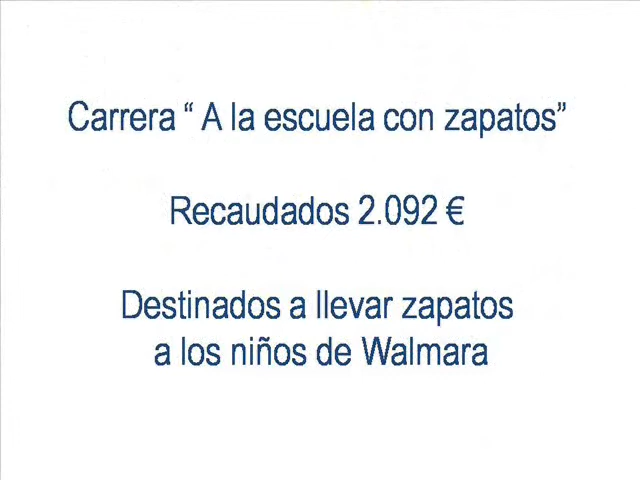 Carrera “ A la escuela con zapatos”
Recaudados 2.092 €
Destinados a llevar zapatos
a los niños de Walmara